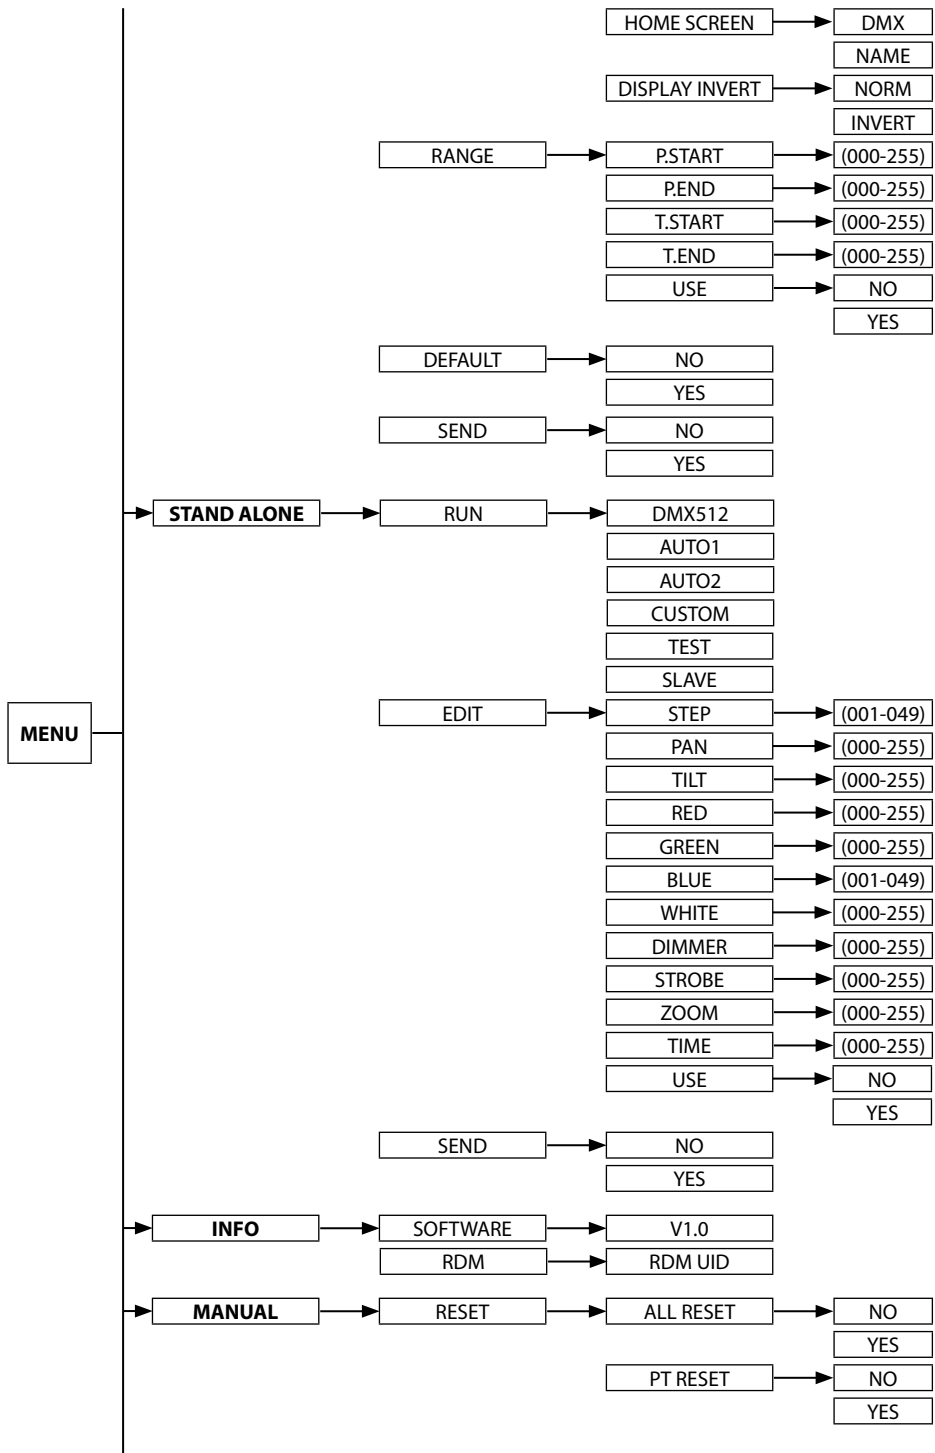 HOME SCREEN DMX
NAME
DISPLAY INVERT NORM
INVERT
RANGE P.START (000-255)
P.END (000-255)
T.START (000-255)
T.END (000-255)
USE NO
YES
DEFAULT NO
YES
SEND NO
YES
STAND ALONE RUN DMX512
AUTO1
AUTO2
CUSTOM
TEST
SLAVE
EDIT STEP (001-049)
MENU
PAN (000-255)
TILT (000-255)
RED (000-255)
GREEN (000-255)
BLUE (001-049)
WHITE (000-255)
DIMMER (000-255)
STROBE (000-255)
ZOOM (000-255)
TIME (000-255)
USE NO
YES
SEND NO
YES
INFO SOFTWARE V1.0
RDM RDM UID
MANUAL RESET ALL RESET NO
YES
PT RESET NO
YES